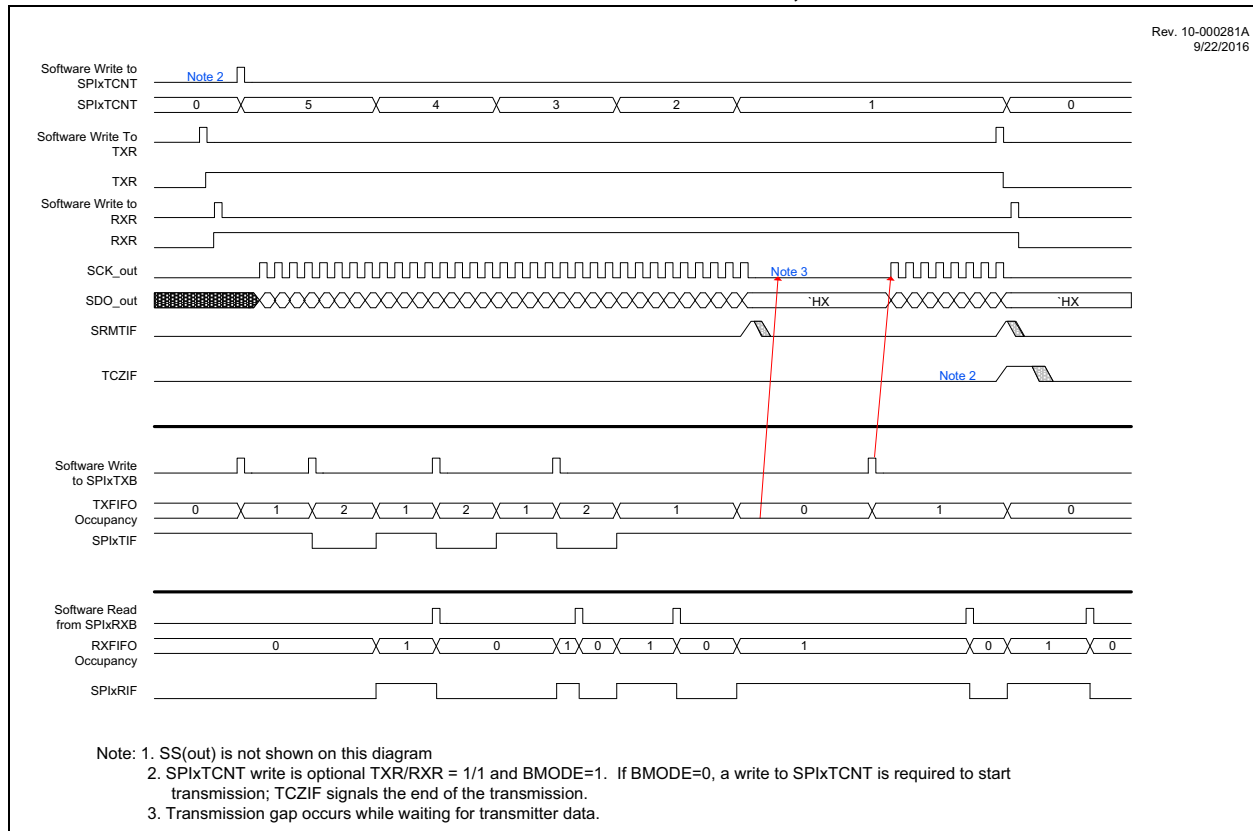 Rev. 10-000281A
9/22/2016
Software Write to
SPIxTCNT
Note 2
SPIxTCNT
0 5 4 3 2 1 0
Software Write To
TXR
TXR
Software Write to
RXR
RXR
SCK_out
Note 3
SDO_out
`HX `HX
SRMTIF
TCZIF
Note 2
Software Write
to SPIxTXB
TXFIFO
Occupancy
0 1 2 1 2 1 2 1 0 1 0
SPIxTIF
Software Read
from SPIxRXB
RXFIFO
Occupancy
0 1 0 1 0 1 0 1 0 1 0
SPIxRIF
Note: 1. SS(out) is not shown on this diagram
2. SPIxTCNT write is optional TXR/RXR = 1/1 and BMODE=1. If BMODE=0, a write to SPIxTCNT is required to start
transmission; TCZIF signals the end of the transmission.
3. Transmission gap occurs while waiting for transmitter data.